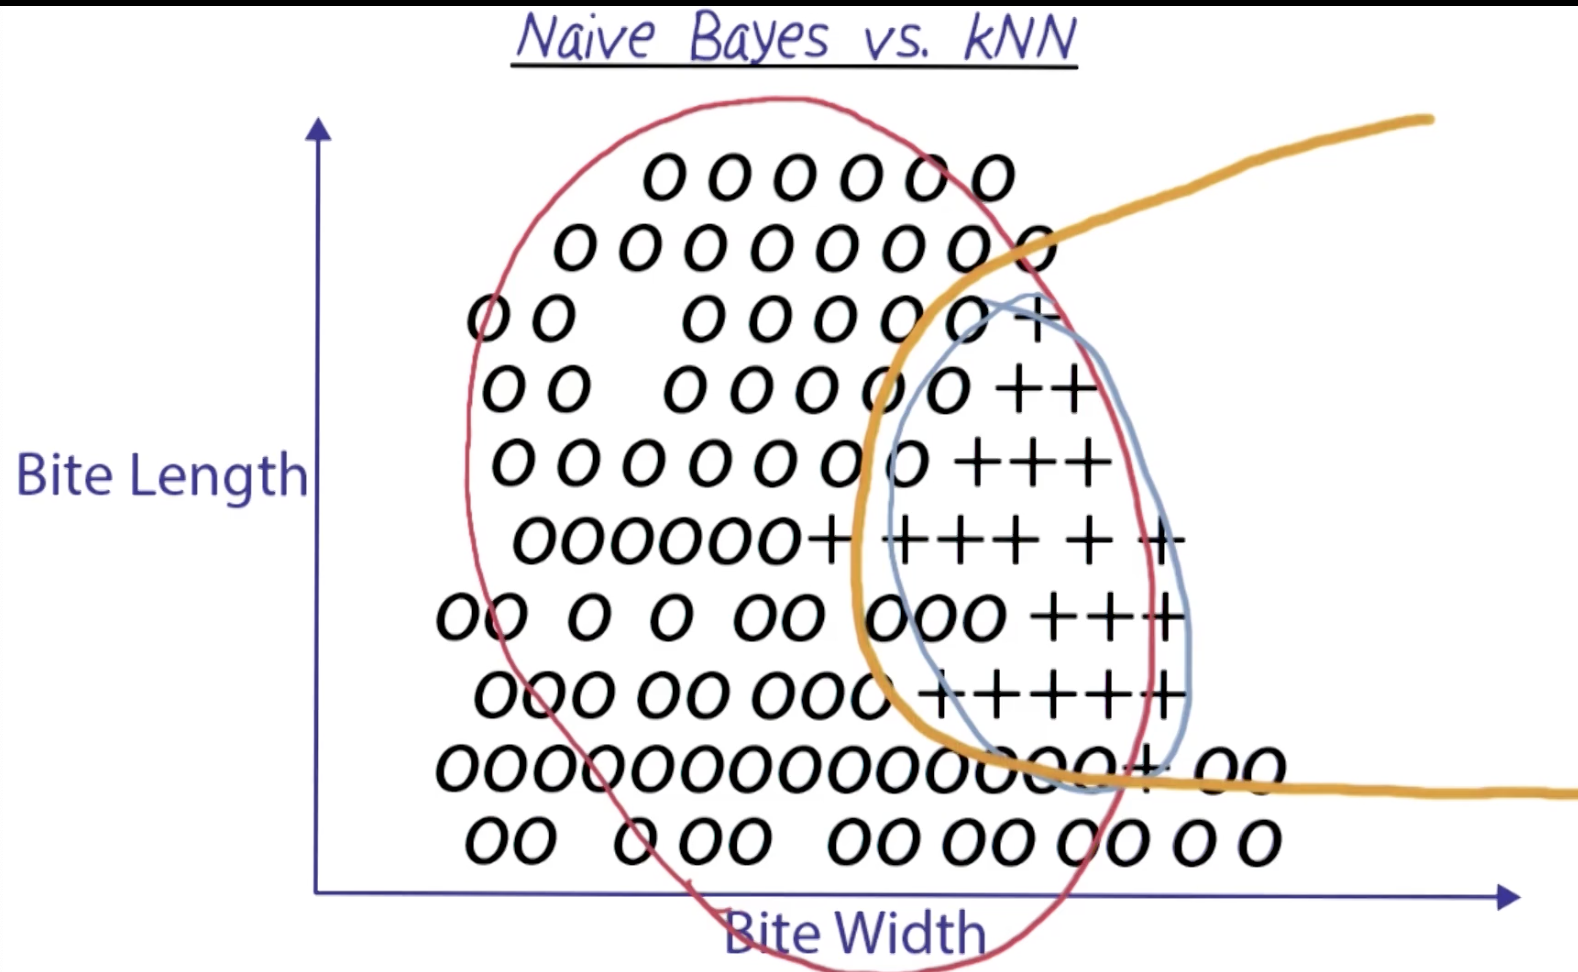 Naive Bayes vs. kNN
O O O O O O
O O O O O O O O
O O O O O O O +
O O O O O O O ++
O O O O O O O +++
OOOOOO+ +++ + +
OO O O OO OOO +++
OOO OO OOO +++++
OOOOOOOOOOOOOO+ OO
OO O OO OO OO OO O O
Bite Length
Bite Width